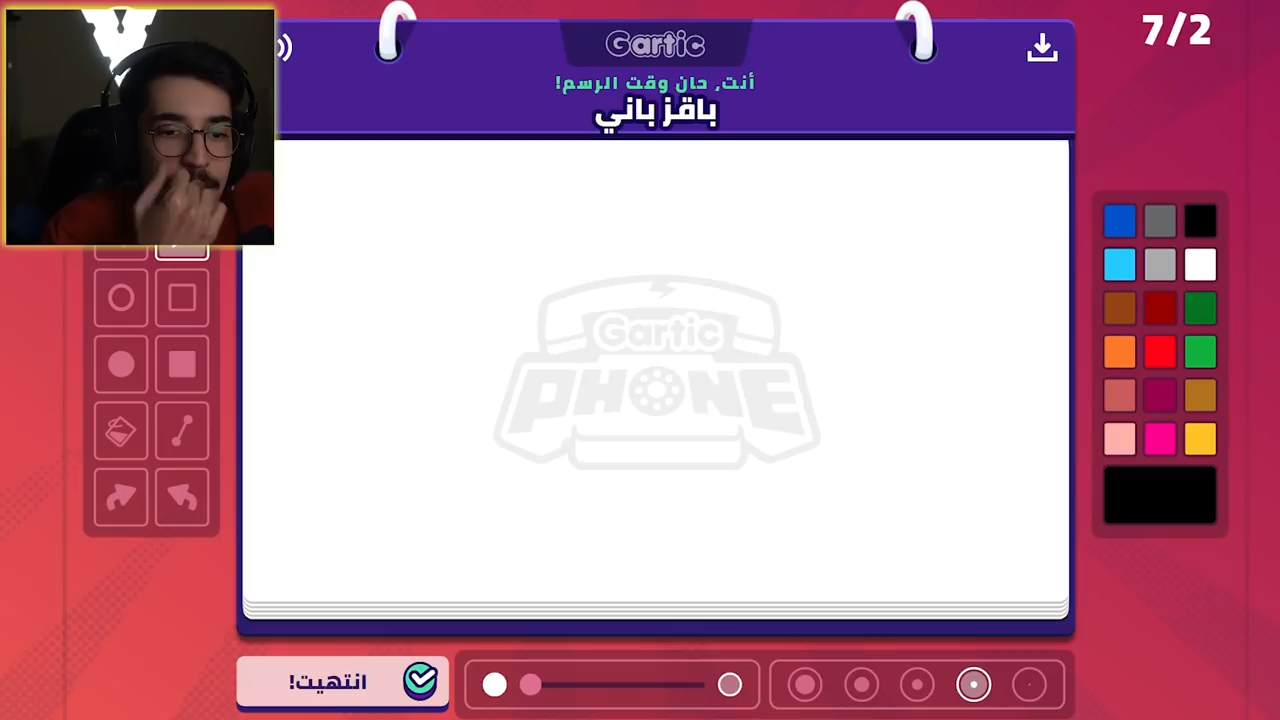 Gartic
7/2
أنت, حان وقت الرسم!
باقز باني
Gartic
PHONE
انتهيت!